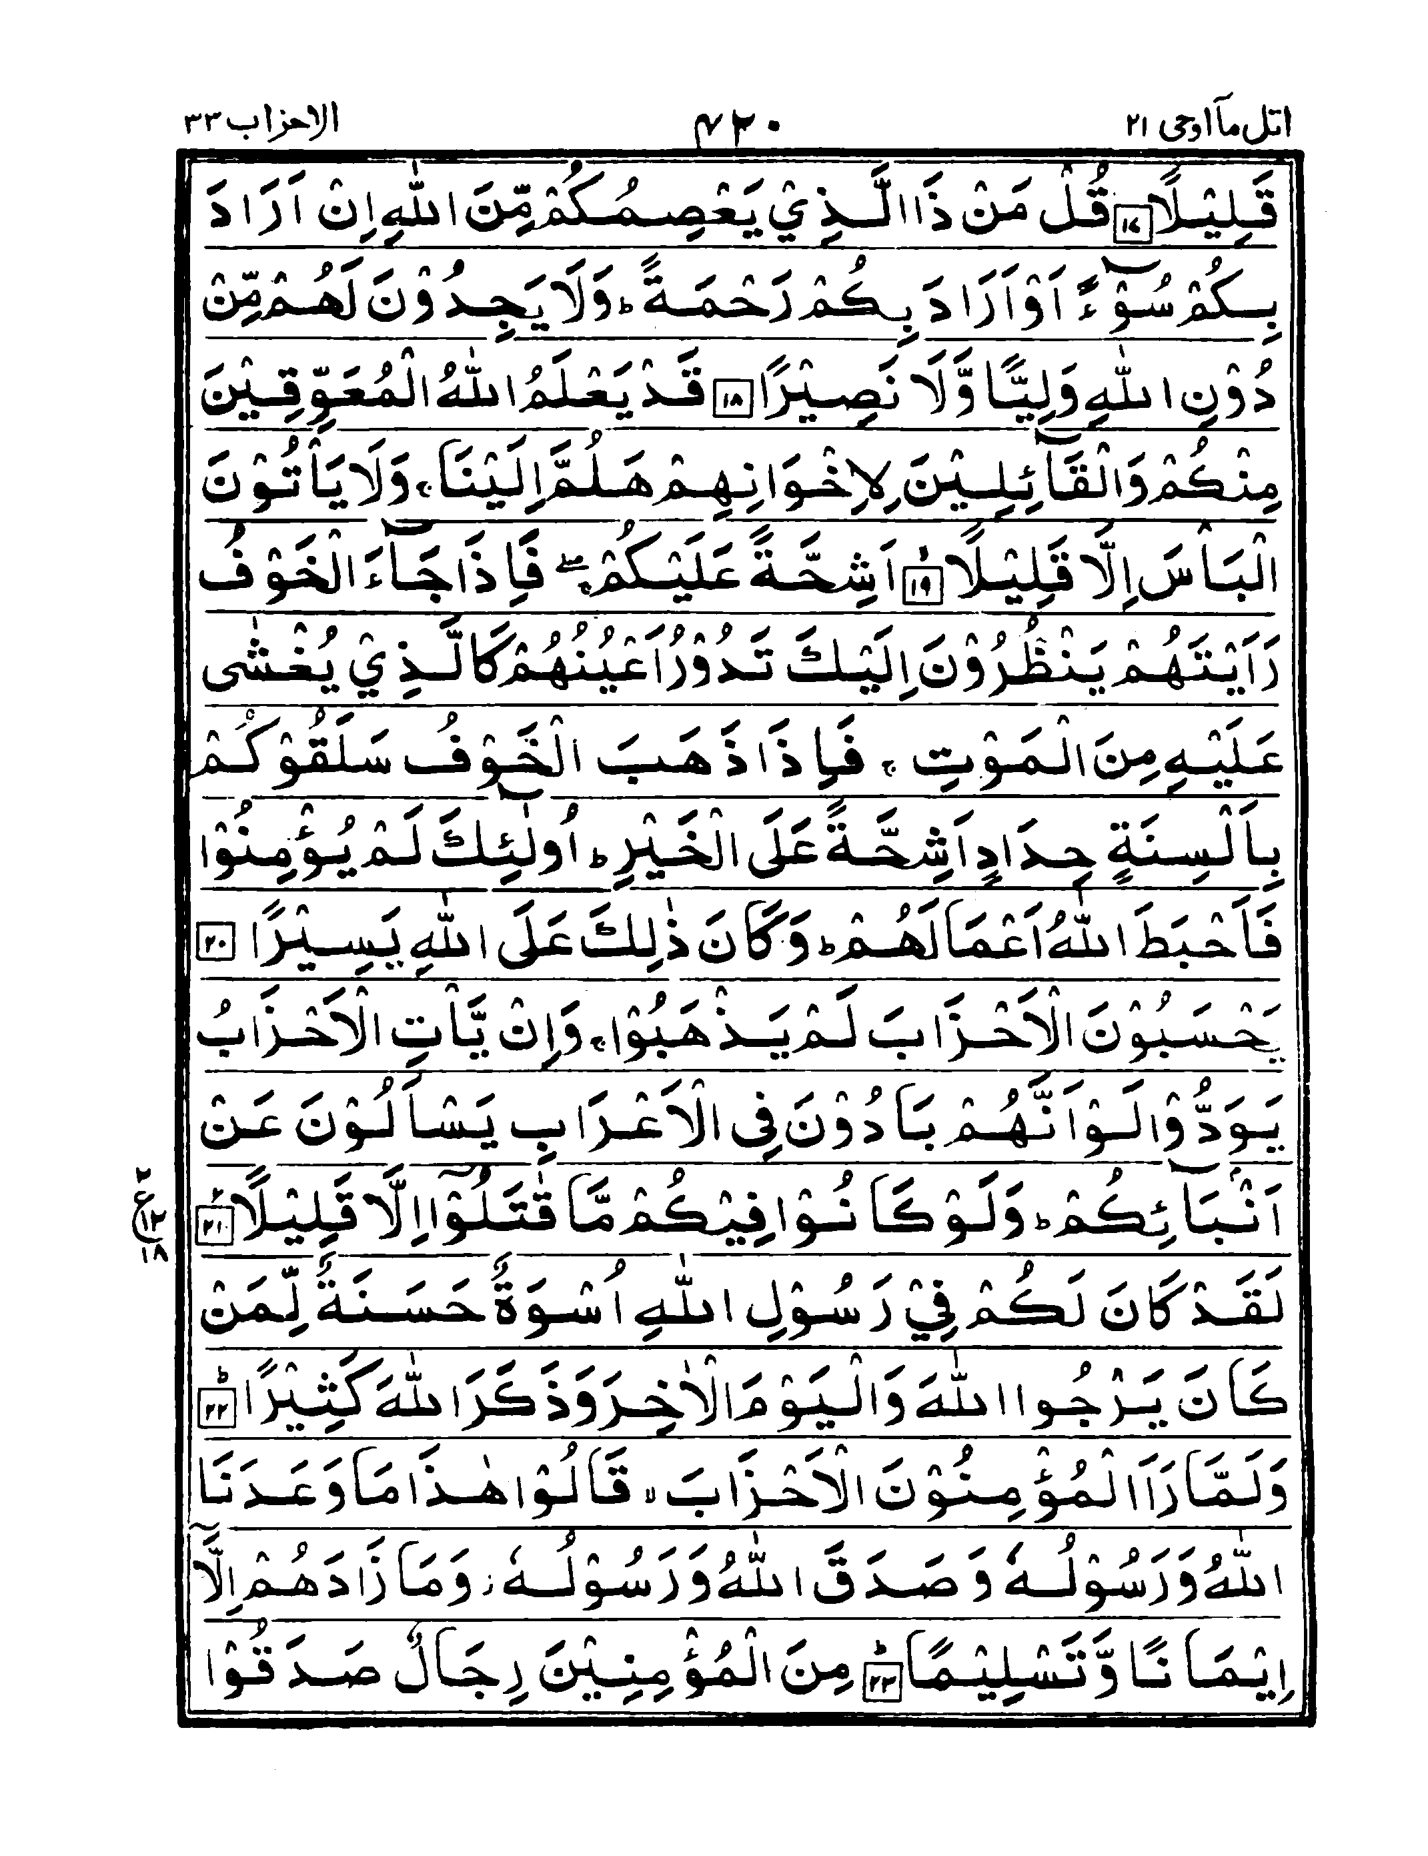 اتل ماۤاوحی ۲۱
۷۲۰
الاحزاب ۳۳
قَلِيْلًا ۱۷ قُلْ مَنْ ذَا الَّذِيْ يَعْصِمُكُمْ مِّنَ اللّٰهِ اِنْ اَرَادَ
بِكُمْ سُوْٓءًا اَوْ اَرَادَ بِكُمْ رَحْمَةً ؕ وَلَا يَجِدُوْنَ لَهُمْ مِّنْ
دُوْنِ اللّٰهِ وَلِيًّا وَّلَا نَصِيْرًا ۱۸ قَدْ يَعْلَمُ اللّٰهُ الْمُعَوِّقِيْنَ
مِنْكُمْ وَالْقَآئِلِيْنَ لِاِخْوَانِهِمْ هَلُمَّ اِلَيْنَا ۚ وَلَا يَاْتُوْنَ
الْبَاْسَ اِلَّا قَلِيْلًا ۙ ۱۹ اَشِحَّةً عَلَيْكُمْ ۚۖ فَاِذَا جَآءَ الْخَوْفُ
رَاَيْتَهُمْ يَنْظُرُوْنَ اِلَيْكَ تَدُوْرُ اَعْيُنُهُمْ كَالَّذِيْ يُغْشٰى
عَلَيْهِ مِنَ الْمَوْتِ ۚ فَاِذَا ذَهَبَ الْخَوْفُ سَلَقُوْكُمْ
بِاَلْسِنَةٍ حِدَادٍ اَشِحَّةً عَلَى الْخَيْرِ ؕ اُولٰٓئِكَ لَمْ يُؤْمِنُوْا
فَاَحْبَطَ اللّٰهُ اَعْمَالَهُمْ ؕ وَكَانَ ذٰلِكَ عَلَى اللّٰهِ يَسِيْرًا ۲۰
يَحْسَبُوْنَ الْاَحْزَابَ لَمْ يَذْهَبُوْا ۚ وَاِنْ يَّاْتِ الْاَحْزَابُ
يَوَدُّوْا لَوْ اَنَّهُمْ بَادُوْنَ فِى الْاَعْرَابِ يَسْاَلُوْنَ عَنْ
اَنْۢبَآئِكُمْ ؕ وَلَوْ كَانُوْا فِيْكُمْ مَّا قٰتَلُوْۤا اِلَّا قَلِيْلًا ؕ ۲۱
۲ ع ۱۲ ۱۸
لَقَدْ كَانَ لَكُمْ فِيْ رَسُوْلِ اللّٰهِ اُسْوَةٌ حَسَنَةٌ لِّمَنْ
كَانَ يَرْجُوا اللّٰهَ وَالْيَوْمَ الْاٰخِرَ وَذَكَرَ اللّٰهَ كَثِيْرًا ؕ ۲۲
وَلَمَّا رَاَ الْمُؤْمِنُوْنَ الْاَحْزَابَ ۙ قَالُوْا هٰذَا مَا وَعَدَنَا
اللّٰهُ وَرَسُوْلُهٗ وَصَدَقَ اللّٰهُ وَرَسُوْلُهٗ ز وَمَا زَادَهُمْ اِلَّاۤ
اِيْمَانًا وَّتَسْلِيْمًا ؕ ۲۳ مِنَ الْمُؤْمِنِيْنَ رِجَالٌ صَدَقُوْا